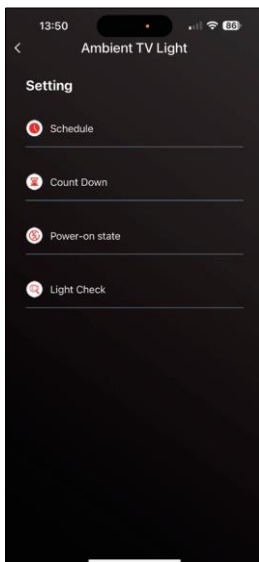 13:50
86
Ambient TV Light
Setting
Schedule
Count Down
Power-on state
Light Check